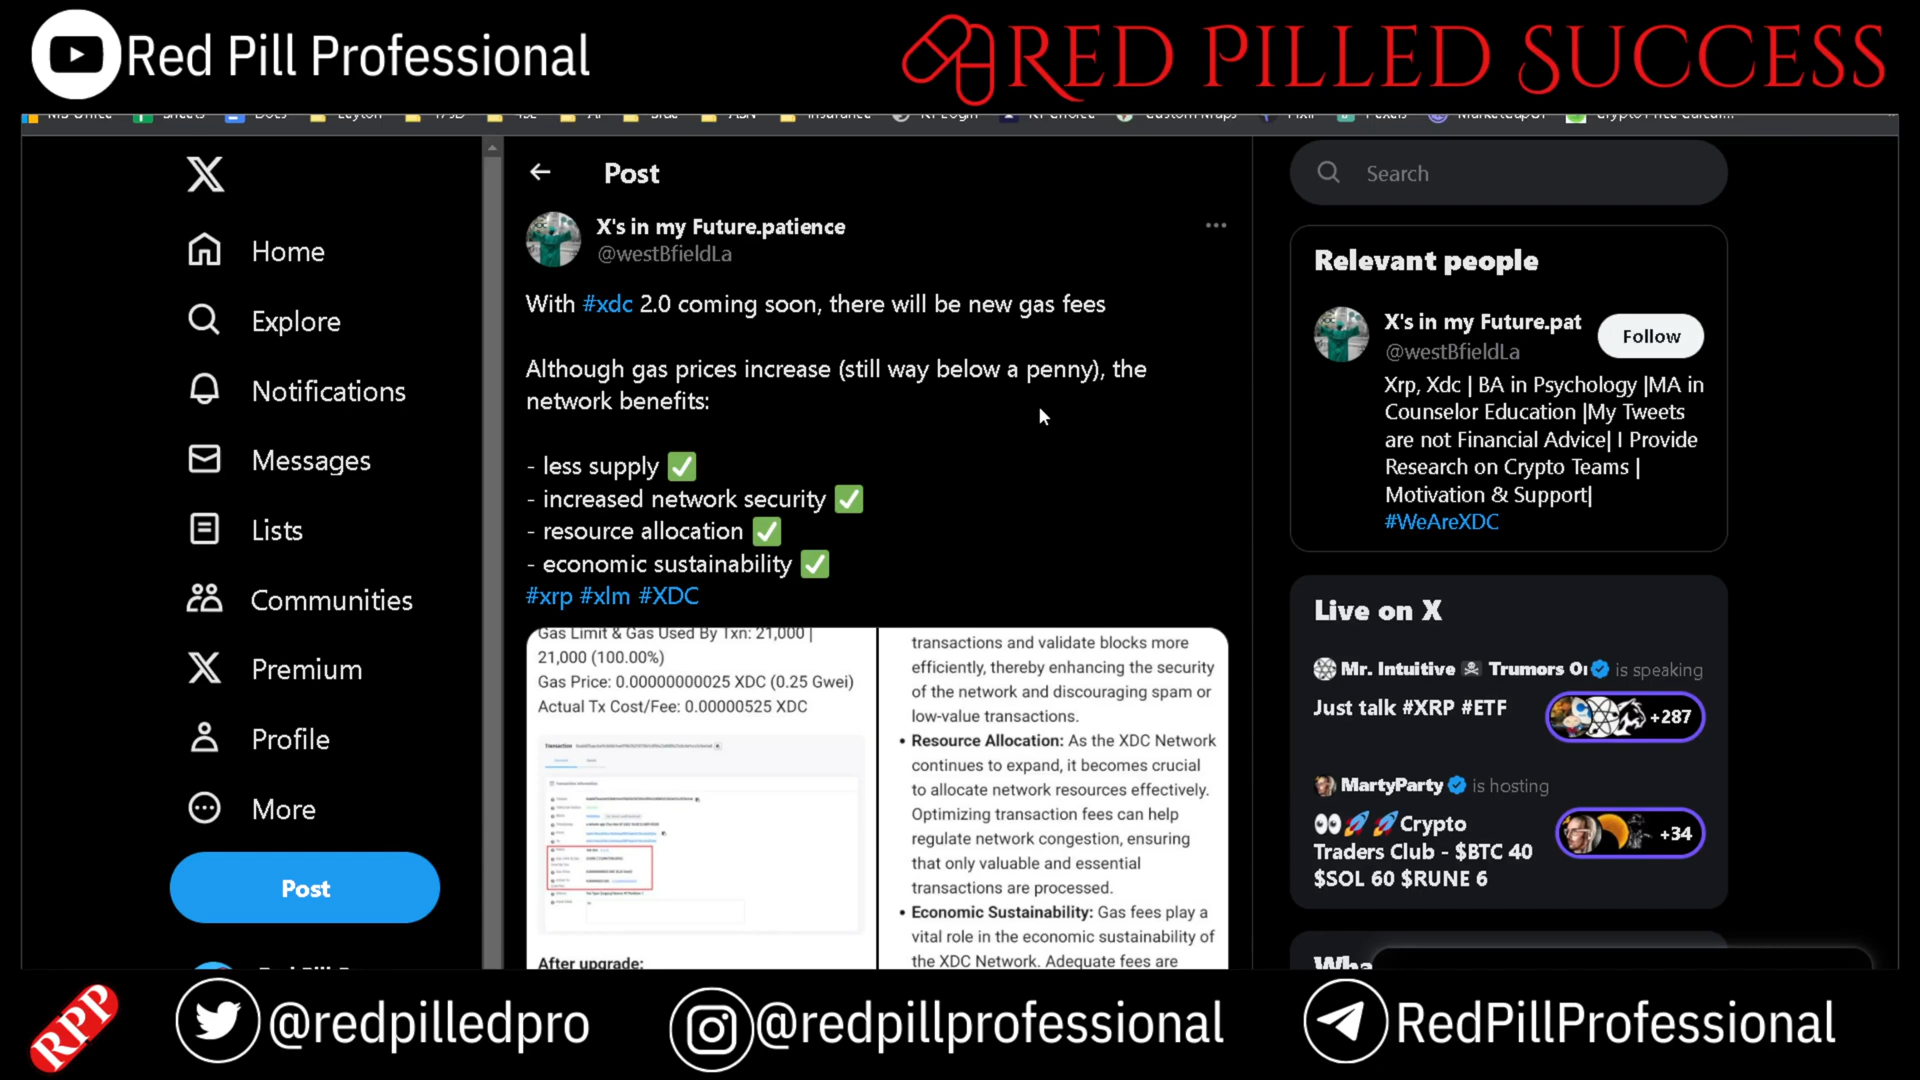 Red Pill Professional
RED PILLED SUCCESS
Docs
Insurance
X
Home
Explore
Notifications
Messages
Lists
Communities
Premium
Profile
More
Post
Post
X's in my Future.patience
@westBfieldLa
With #xdc 2.0 coming soon, there will be new gas fees
Although gas prices increase (still way below a penny), the
network benefits:
- less supply ✅
- increased network security ✅
- resource allocation ✅
- economic sustainability ✅
#xrp #xlm #XDC
Gas Limit & Gas Used By Txn: 21,000 |
21,000 (100.00%)
Gas Price: 0.00000000025 XDC (0.25 Gwei)
Actual Tx Cost/Fee: 0.00000525 XDC
After upgrade:
transactions and validate blocks more
efficiently, thereby enhancing the security
of the network and discouraging spam or
low-value transactions.
• Resource Allocation: As the XDC Network
continues to expand, it becomes crucial
to allocate network resources effectively.
Optimizing transaction fees can help
regulate network congestion, ensuring
that only valuable and essential
transactions are processed.
• Economic Sustainability: Gas fees play a
vital role in the economic sustainability of
the XDC Network. Adequate fees are
Search
Relevant people
X's in my Future.pat
@westBfieldLa
Follow
Xrp, Xdc | BA in Psychology |MA in
Counselor Education |My Tweets
are not Financial Advice| I Provide
Research on Crypto Teams |
Motivation & Support|
#WeAreXDC
Live on X
Mr. Intuitive ☠ Trumors is speaking
Just talk #XRP #ETF
+287
MartyParty is hosting
👀🚀🚀Crypto
Traders Club - $BTC 40
$SOL 60 $RUNE 6
+34
RPP
@redpilledpro
@redpillprofessional
RedPillProfessional